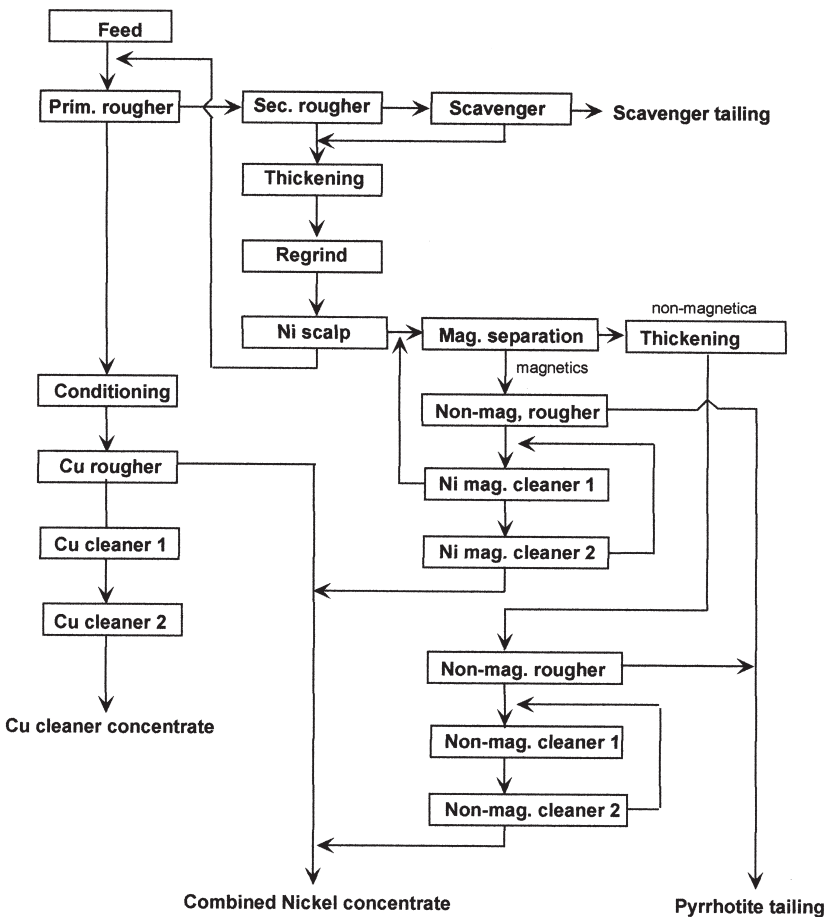 Feed
Prim. rougher
Sec. rougher
Scavenger
Scavenger tailing
Thickening
Regrind
Ni scalp
Mag. separation
non-magnetica
Thickening
magnetics
Conditioning
Non-mag, rougher
Cu rougher
Ni mag. cleaner 1
Cu cleaner 1
Ni mag. cleaner 2
Cu cleaner 2
Non-mag. rougher
Cu cleaner concentrate
Non-mag. cleaner 1
Non-mag. cleaner 2
Combined Nickel concentrate
Pyrrhotite tailing